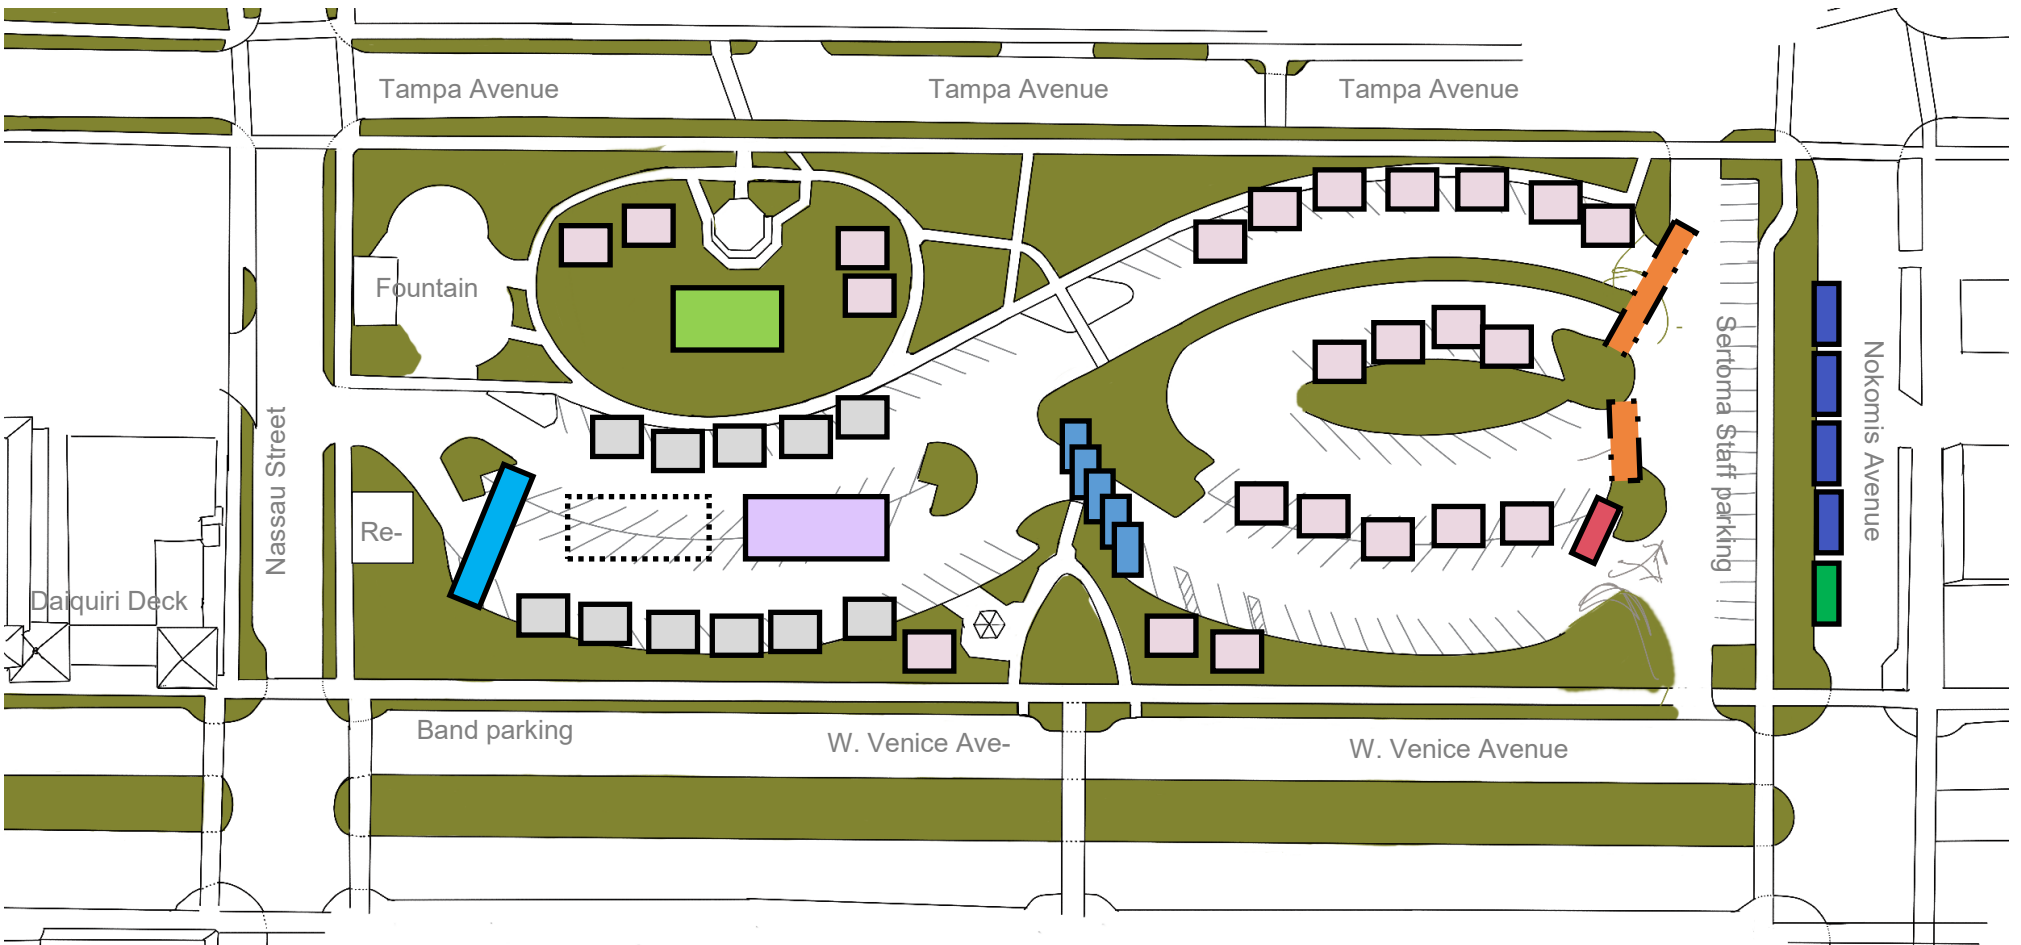 Tampa Avenue
Tampa Avenue
Tampa Avenue
Fountain
Sertoma Staff parking
Nokomis Avenue
Nassau Street
Re-
Daiquiri Deck
Band parking
W. Venice Ave-
W. Venice Avenue